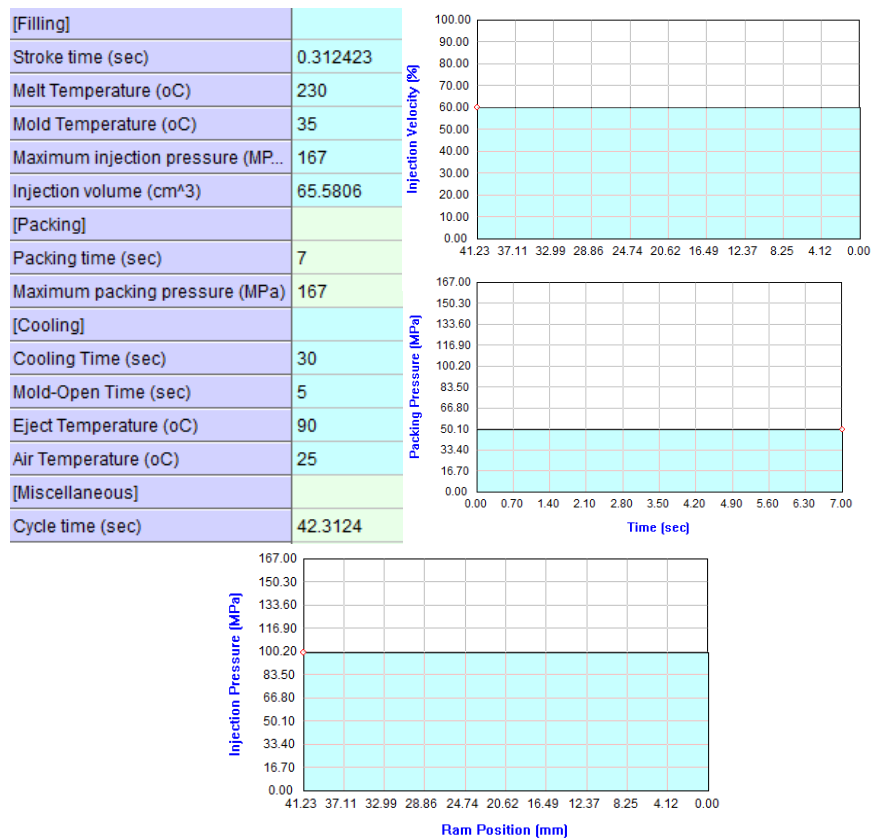 [Filling]
Stroke time (sec) 0.312423
Melt Temperature (oC) 230
Mold Temperature (oC) 35
Maximum injection pressure (MP... 167
Injection volume (cm^3) 65.5806
[Packing]
Packing time (sec) 7
Maximum packing pressure (MPa) 167
[Cooling]
Cooling Time (sec) 30
Mold-Open Time (sec) 5
Eject Temperature (oC) 90
Air Temperature (oC) 25
[Miscellaneous]
Cycle time (sec) 42.3124
Injection Velocity (%)
100.00
90.00
80.00
70.00
60.00
50.00
40.00
30.00
20.00
10.00
0.00
41.23 37.11 32.99 28.86 24.74 20.62 16.49 12.37 8.25 4.12 0.00
Packing Pressure (MPa)
167.00
150.30
133.60
116.90
100.20
83.50
66.80
50.10
33.40
16.70
0.00
0.00 0.70 1.40 2.10 2.80 3.50 4.20 4.90 5.60 6.30 7.00
Time (sec)
Injection Pressure (MPa)
167.00
150.30
133.60
116.90
100.20
83.50
66.80
50.10
33.40
16.70
0.00
41.23 37.11 32.99 28.86 24.74 20.62 16.49 12.37 8.25 4.12 0.00
Ram Position (mm)